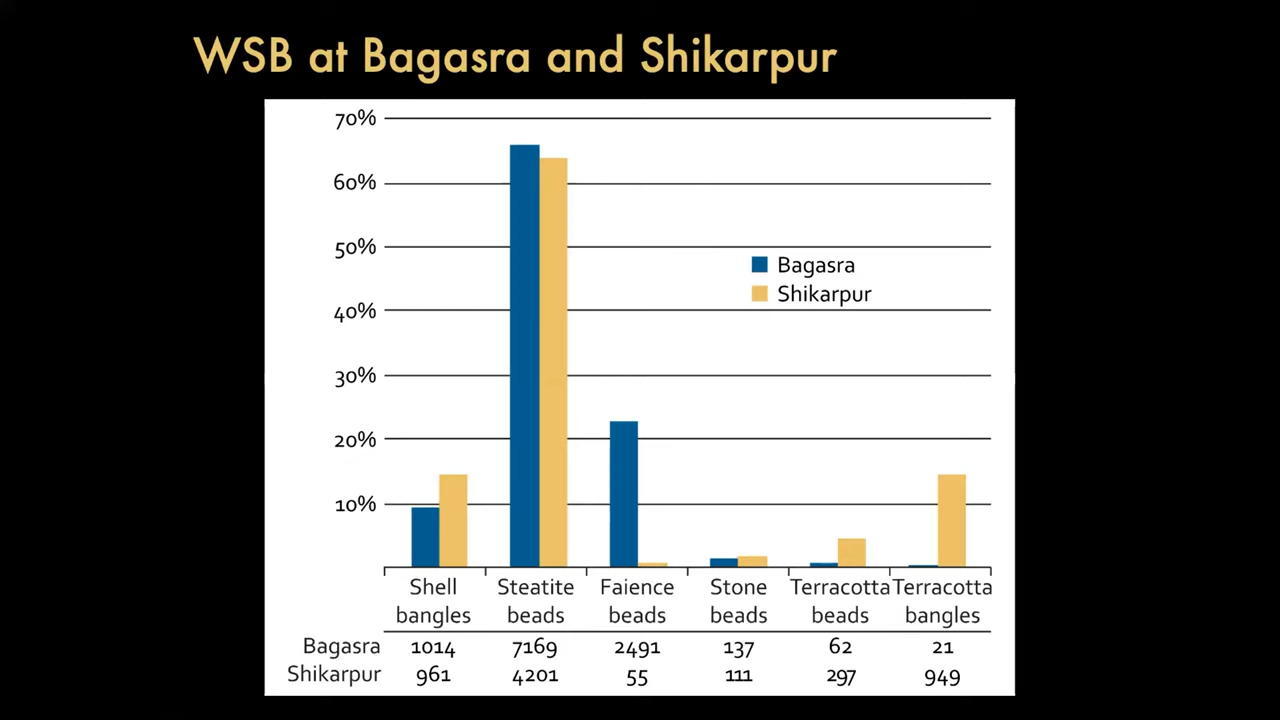 WSB at Bagasra and Shikarpur
70%
60%
50%
40%
30%
20%
10%
Bagasra
Shikarpur
Shell bangles
Steatite beads
Faience beads
Stone beads
Terracotta beads
Terracotta bangles
Bagasra 1014 7169 2491 137 62 21
Shikarpur 961 4201 55 111 297 949